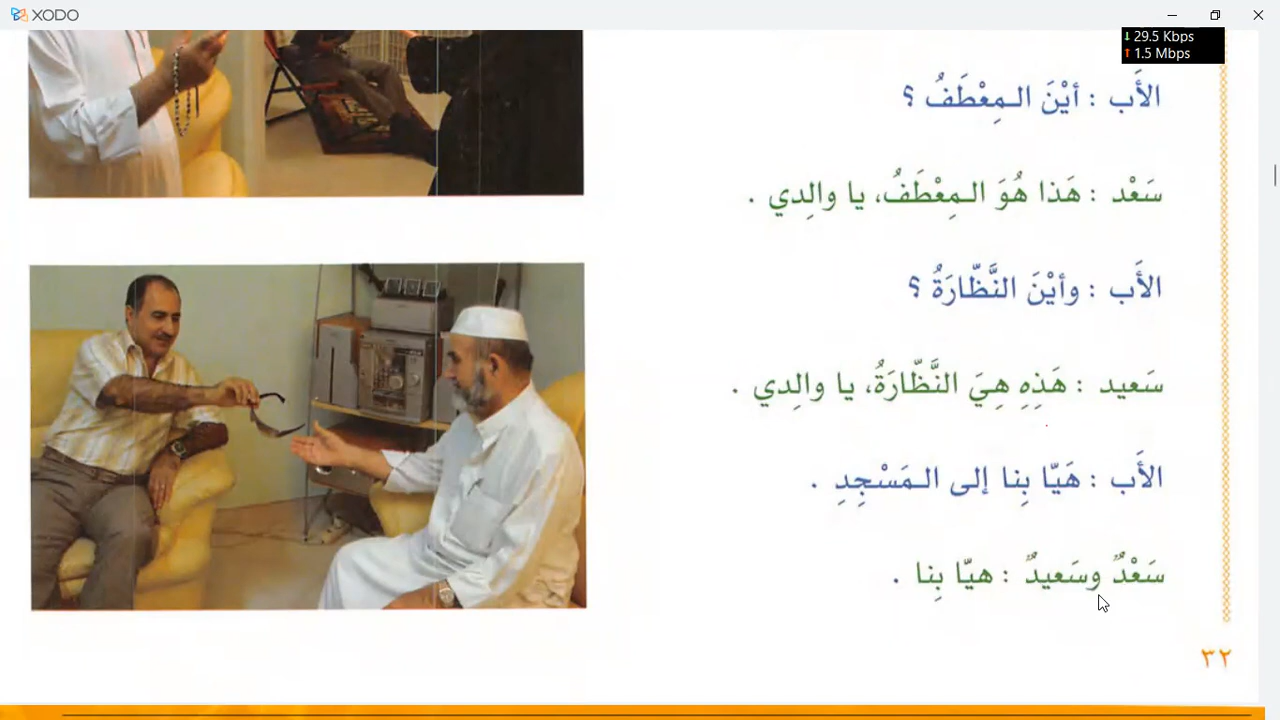 XODO
29.5 Kbps
1.5 Mbps
الأَب : أيْنَ الـمِعْطَفُ ؟
سَعْد : هَذا هُوَ الـمِعْطَفُ، يا والِدي .
الأَب : وأيْنَ النَّظّارَةُ ؟
سَعيد : هَذِهِ هِيَ النَّظّارَةُ، يا والِدي .
الأَب : هَيّا بِنا إلى الـمَسْجِدِ .
سَعْدٌ وسَعيدٌ : هيّا بِنا .
٣٢